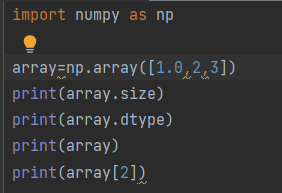 import numpy as np
array=np.array([1.0,2,3])
print(array.size)
print(array.dtype)
print(array)
print(array[2])